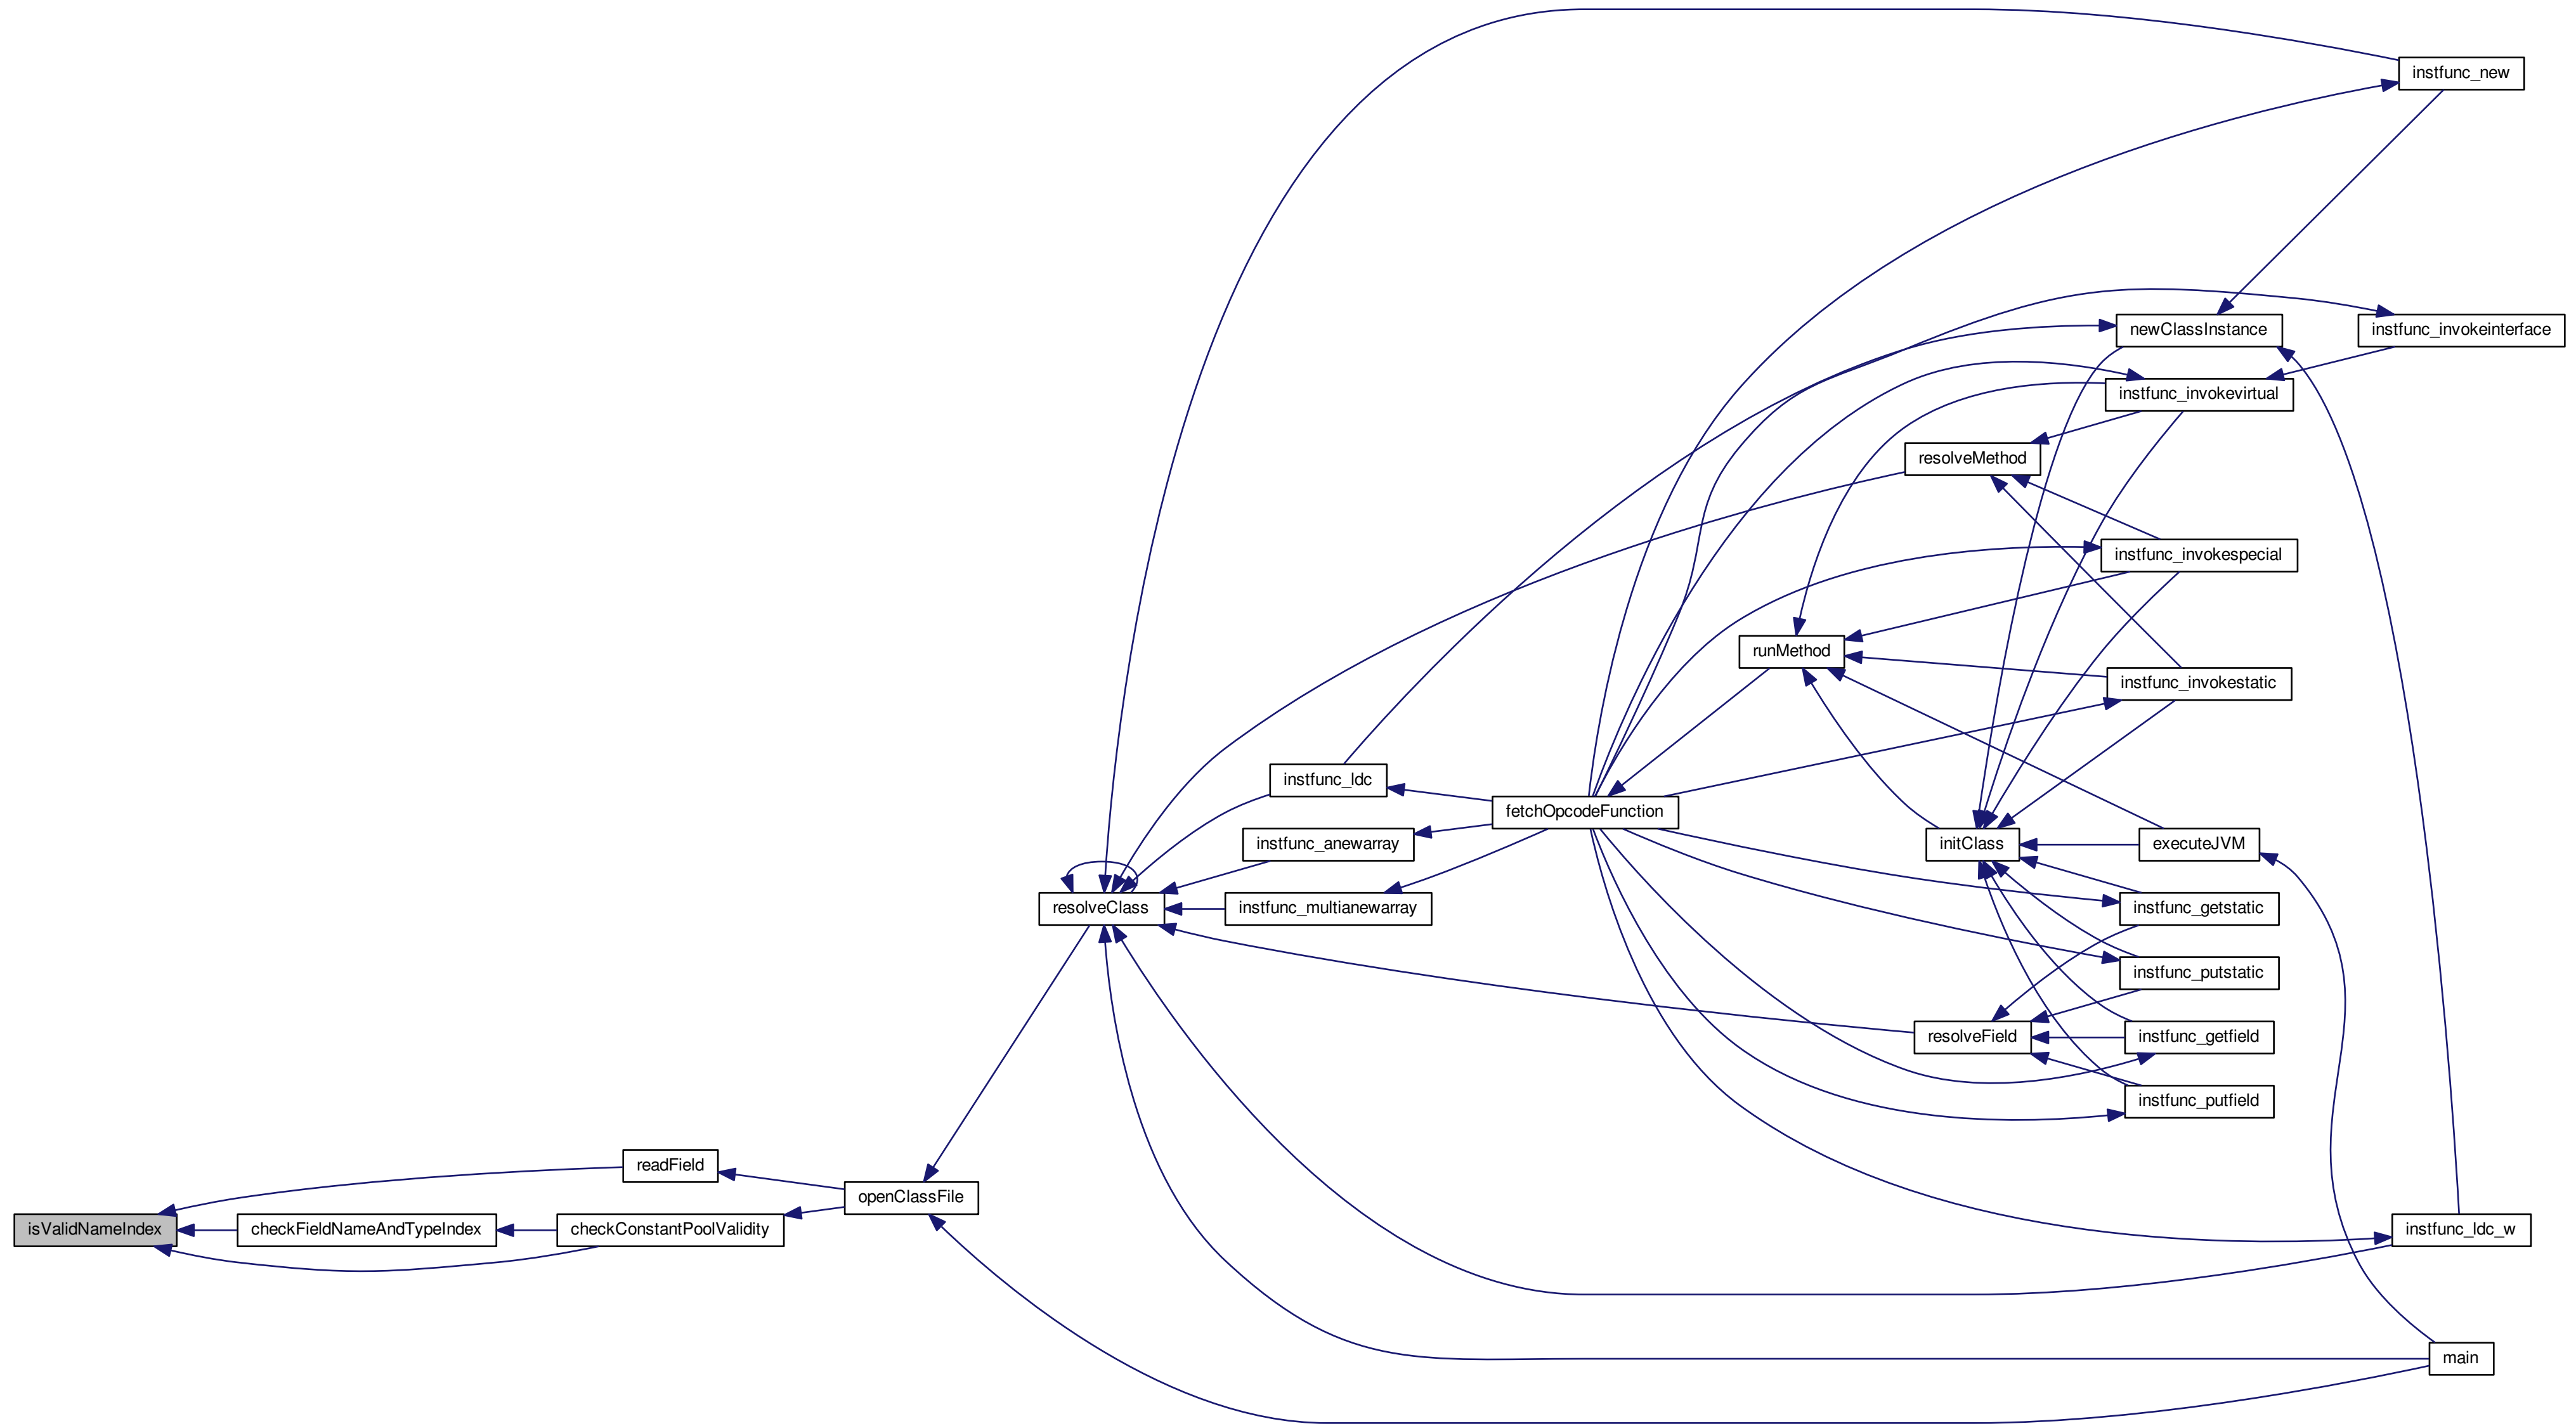 instfunc_new
newClassInstance
instfunc_invokeinterface
instfunc_invokevirtual
resolveMethod
instfunc_invokespecial
runMethod
instfunc_invokestatic
instfunc_ldc
fetchOpcodeFunction
instfunc_anewarray
initClass
executeJVM
resolveClass
instfunc_multianewarray
instfunc_getstatic
instfunc_putstatic
resolveField
instfunc_getfield
instfunc_putfield
readField
openClassFile
isValidNameIndex
checkFieldNameAndTypeIndex
checkConstantPoolValidity
instfunc_ldc_w
main